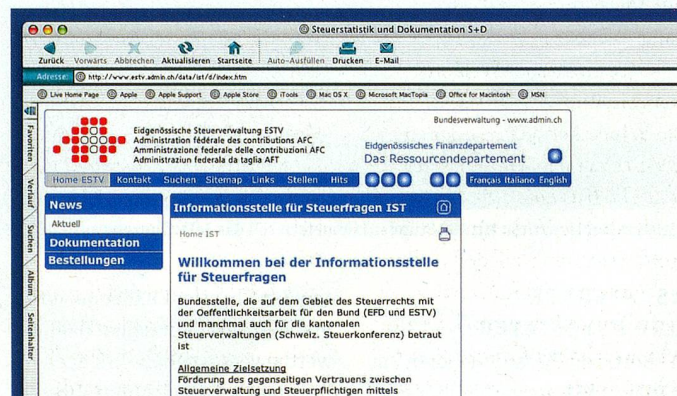 Steuerstatistik und Dokumentation S+D
Zurück Vorwärts Abbrechen Aktualisieren Startseite Auto-Ausfüllen Drucken E-Mail
Adresse: http://www.estv.admin.ch/data/ist/d/index.htm
Live Home Page Apple Apple Support Apple Store iTools Mac OS X Microsoft MacTopia Office for Macintosh MSN
Favoriten
Verlauf
Suchen
Album
Seitenhalter
Bundesverwaltung - www.admin.ch
Eidgenössische Steuerverwaltung ESTV
Administration fédérale des contributions AFC
Amministrazione federale delle contribuzioni AFC
Administraziun federala da taglia AFT
Eidgenössisches Finanzdepartement
Das Ressourcendepartement
Home ESTV Kontakt Suchen Sitemap Links Stellen Hits Français Italiano English
News
Aktuell
Dokumentation
Bestellungen
Informationsstelle für Steuerfragen IST
Home IST
Willkommen bei der Informationsstelle
für Steuerfragen
Bundesstelle, die auf dem Gebiet des Steuerrechts mit
der Oeffentlichkeitsarbeit für den Bund (EFD und ESTV)
und manchmal auch für die kantonalen
Steuerverwaltungen (Schweiz. Steuerkonferenz) betraut
ist
Allgemeine Zielsetzung
Förderung des gegenseitigen Vertrauens zwischen
Steuerverwaltung und Steuerpflichtigen mittels